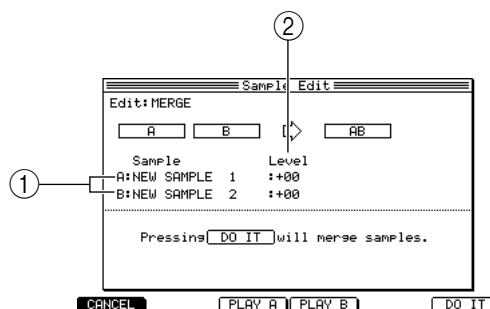 ②
Sample Edit
Edit:MERGE
A B AB
Sample Level
① A:NEW SAMPLE 1 :+00
B:NEW SAMPLE 2 :+00
Pressing DO IT will merge samples.
CANCEL PLAY A PLAY B DO IT